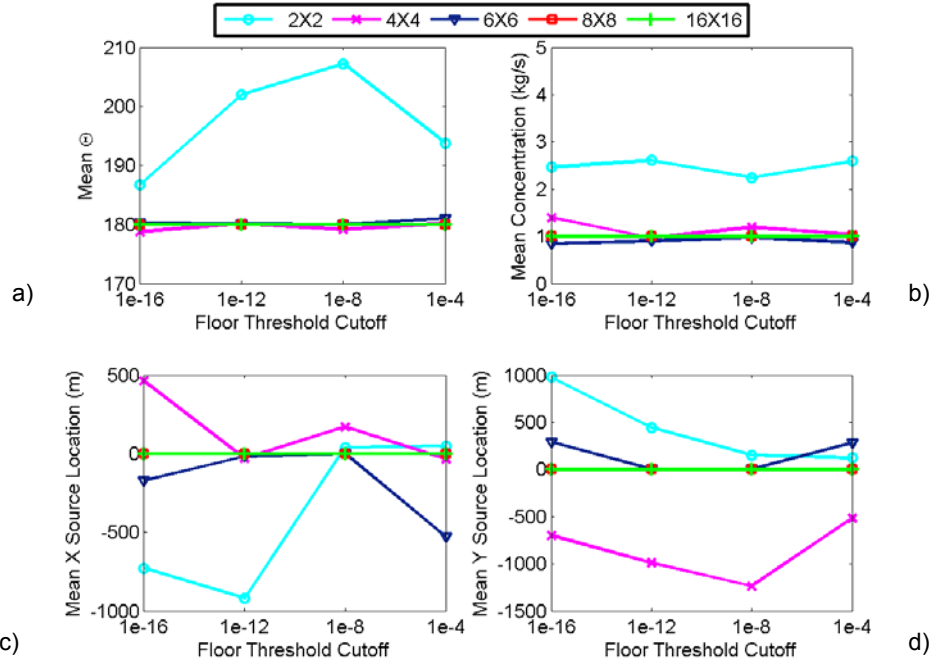 2X2 4X4 6X6 8X8 16X16
210
200
190
180
170
Mean Θ
1e-16 1e-12 1e-8 1e-4
Floor Threshold Cutoff
a)
5
4
3
2
1
0
Mean Concentration (kg/s)
1e-16 1e-12 1e-8 1e-4
Floor Threshold Cutoff
b)
500
0
-500
-1000
Mean X Source Location (m)
1e-16 1e-12 1e-8 1e-4
Floor Threshold Cutoff
c)
1000
500
0
-500
-1000
-1500
Mean Y Source Location (m)
1e-16 1e-12 1e-8 1e-4
Floor Threshold Cutoff
d)